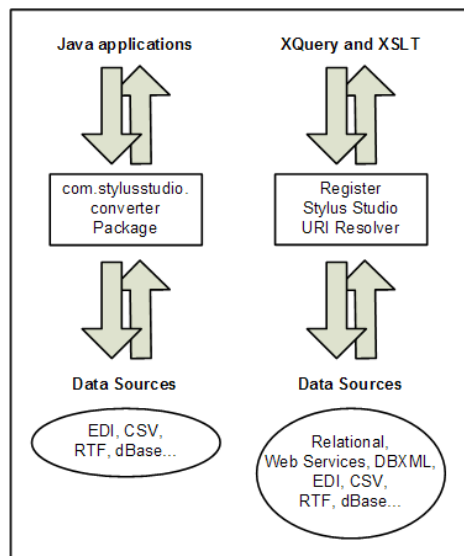 Java applications
com.stylusstudio.
converter
Package
Data Sources
EDI, CSV,
RTF, dBase...
XQuery and XSLT
Register
Stylus Studio
URI Resolver
Data Sources
Relational,
Web Services, DBXML,
EDI, CSV,
RTF, dBase...